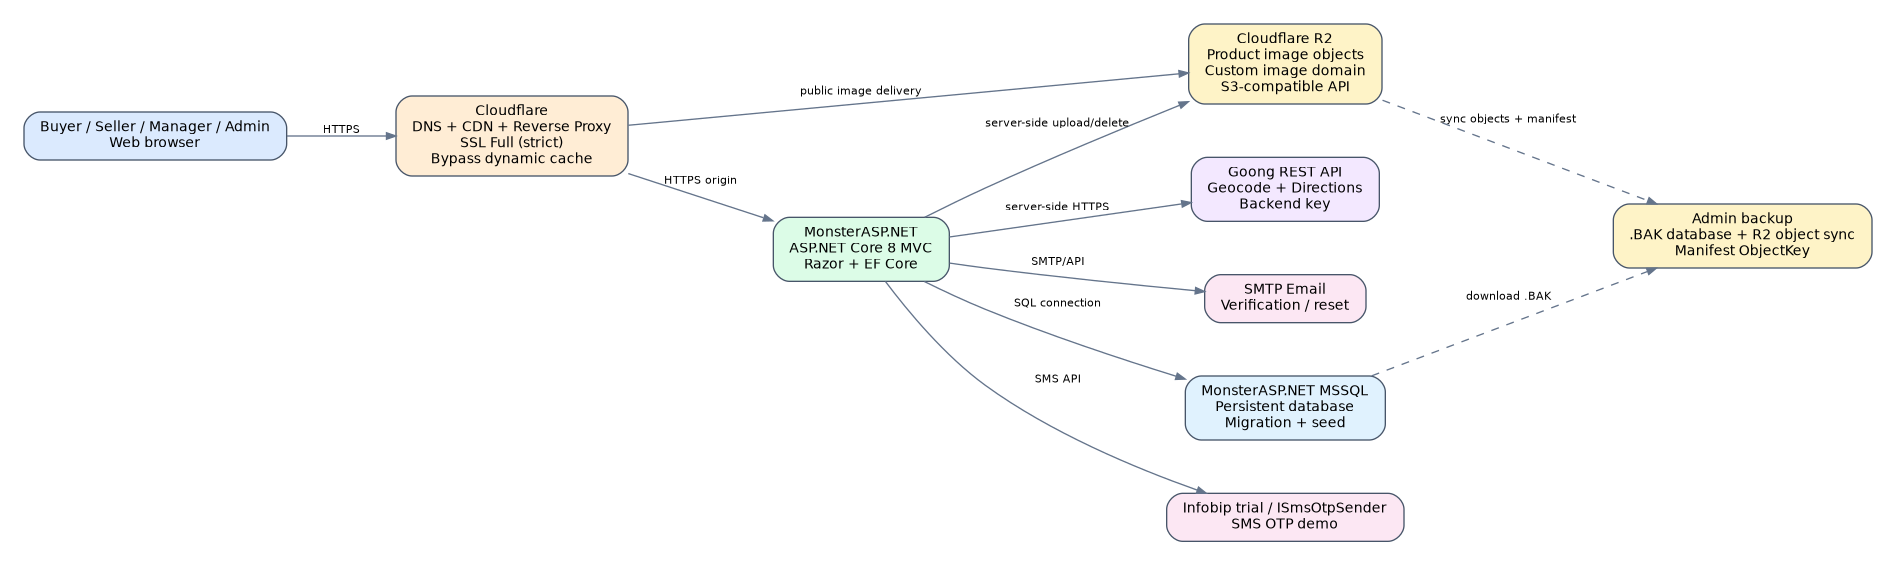 Buyer / Seller / Manager / Admin
Web browser
HTTPS
Cloudflare
DNS + CDN + Reverse Proxy
SSL Full (strict)
Bypass dynamic cache
public image delivery
HTTPS origin
MonsterASP.NET
ASP.NET Core 8 MVC
Razor + EF Core
server-side upload/delete
server-side HTTPS
SMTP/API
SQL connection
SMS API
Cloudflare R2
Product image objects
Custom image domain
S3-compatible API
Goong REST API
Geocode + Directions
Backend key
SMTP Email
Verification / reset
MonsterASP.NET MSSQL
Persistent database
Migration + seed
Infobip trial / ISmsOtpSender
SMS OTP demo
sync objects + manifest
download .BAK
Admin backup
.BAK database + R2 object sync
Manifest ObjectKey